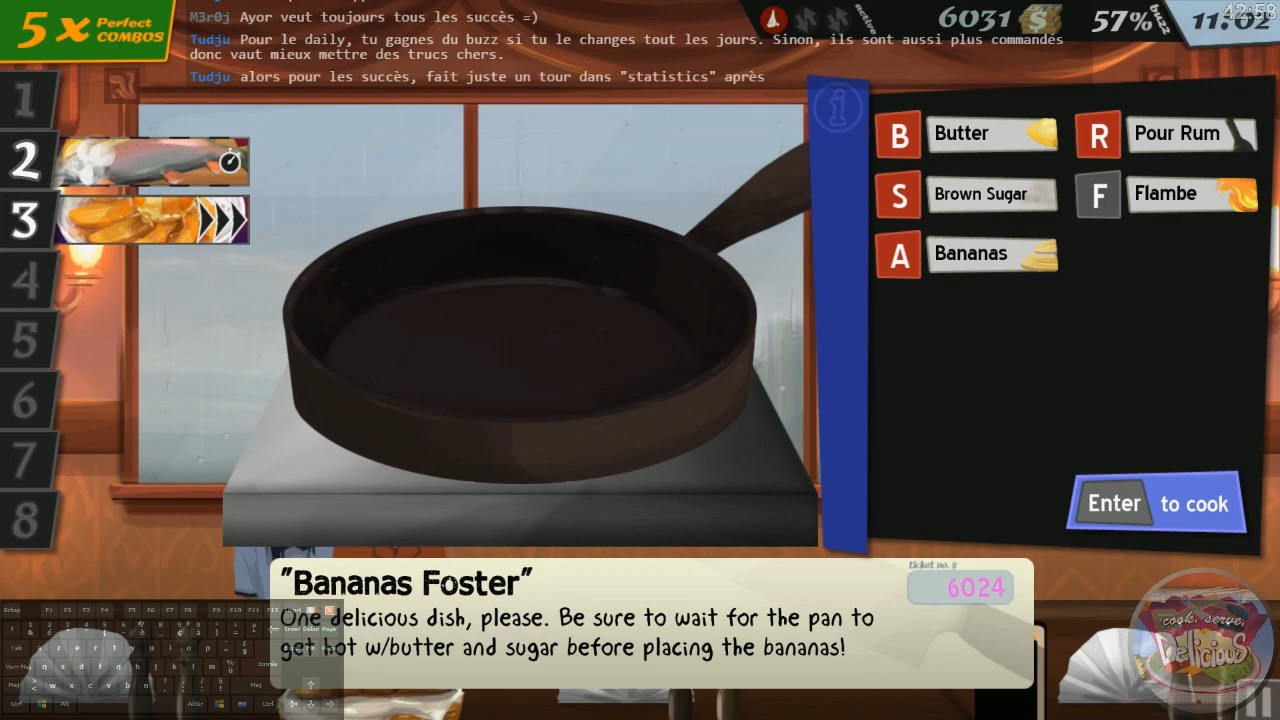 5 x Perfect COMBOS
M3r0j Ayor veut toujours tous les succès =)
Tudju Pour le daily, tu gagnes du buzz si tu le changes tout les jours. Sinon, ils sont aussi plus commandés
donc vaut mieux mettre des trucs chers.
Tudju alors pour les succès, fait juste un tour dans "statistics" après
active
6031 $
57% buzz
42:58
11:02
1
2
3
4
5
6
7
8
B Butter
R Pour Rum
S Brown Sugar
F Flambe
A Bananas
Enter to cook
"Bananas Foster"
ticket no. #
6024
One delicious dish, please. Be sure to wait for the pan to
get hot w/butter and sugar before placing the bananas!
cook, serve,
Delicious